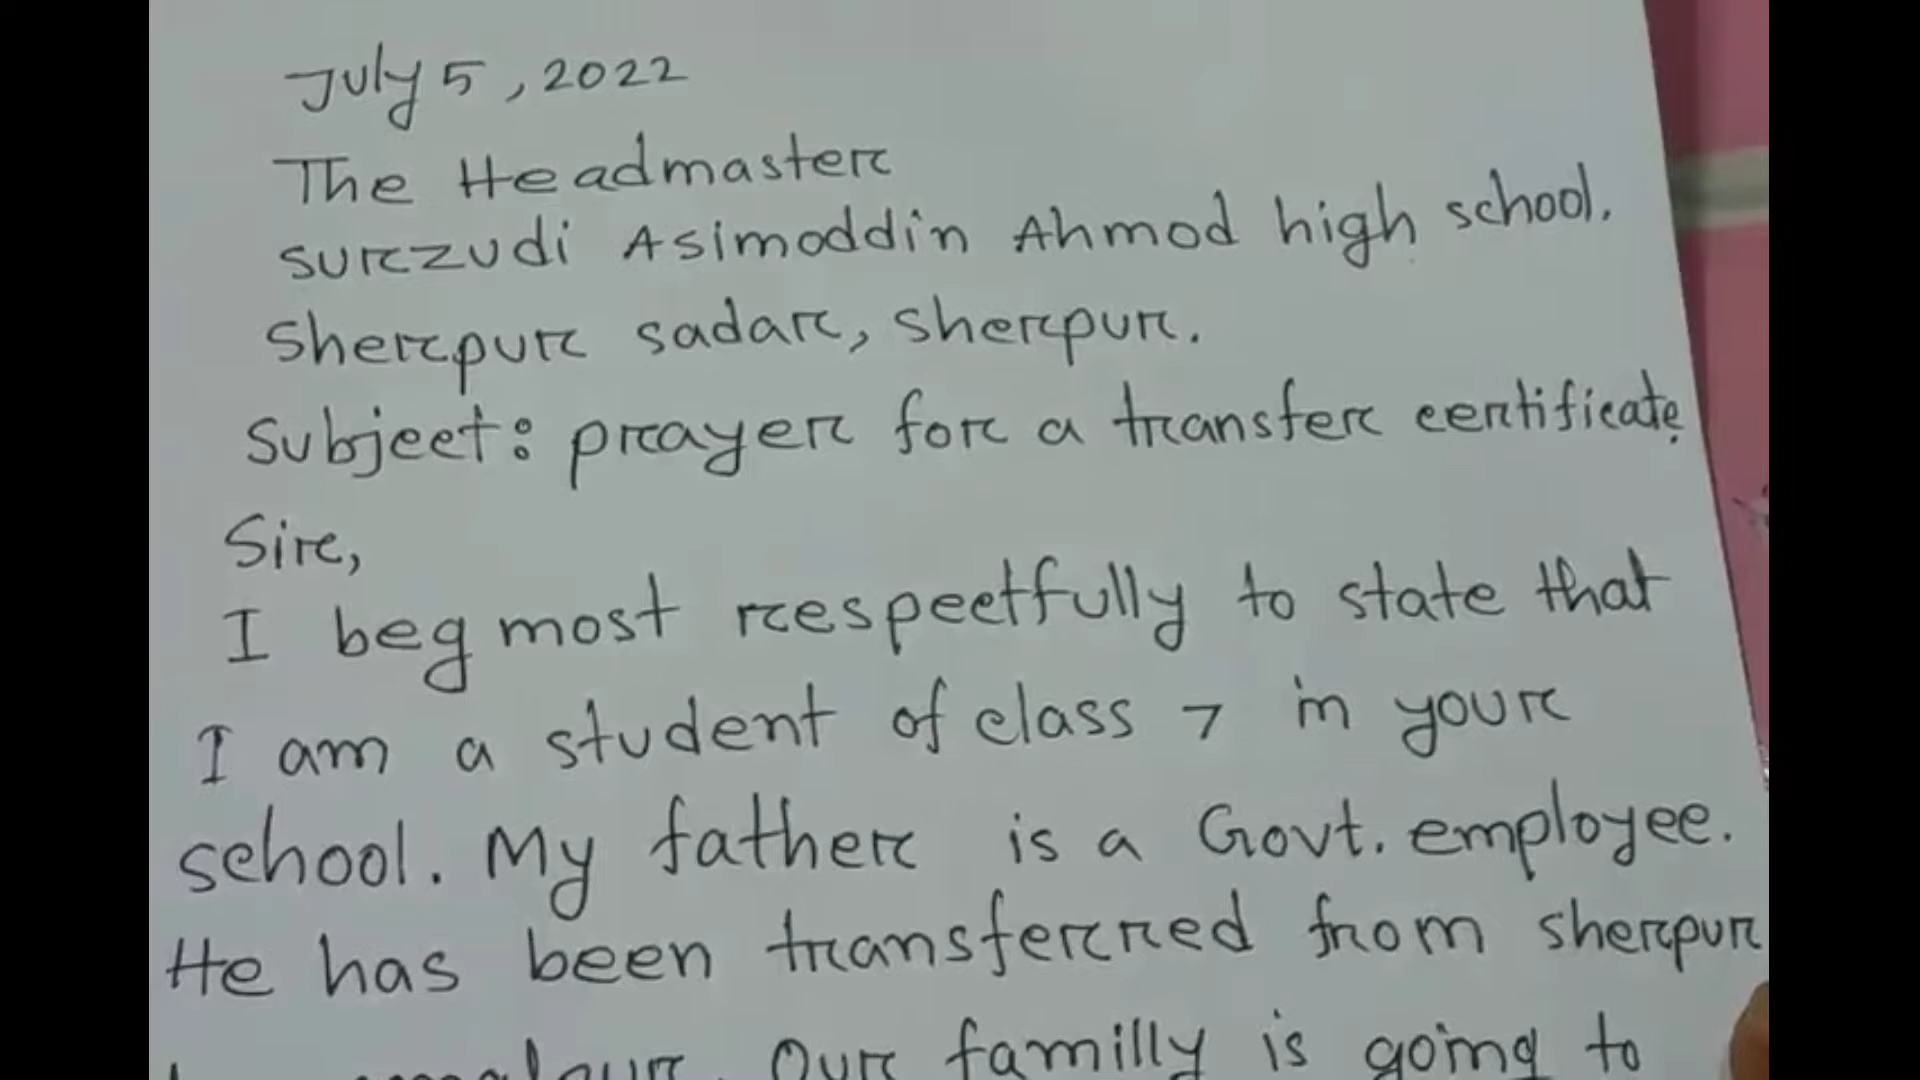 July 5, 2022
The Headmaster
surzudi Asimoddin Ahmod high school.
Sherpur sadar, sherpur.
Subject: prayer for a transfer certificate.
Sir,
I beg most respectfully to state that
I am a student of class 7 in your
school. My father is a Govt. employee.
He has been transferred from sherpur
Our familly is going to